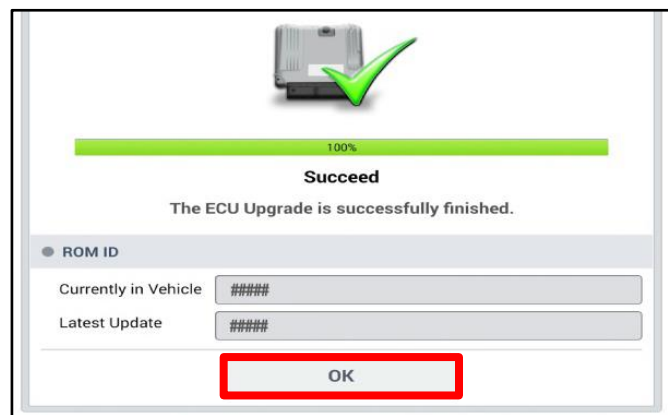 100%
Succeed
The ECU Upgrade is successfully finished.
ROM ID
Currently in Vehicle #####
Latest Update #####
OK